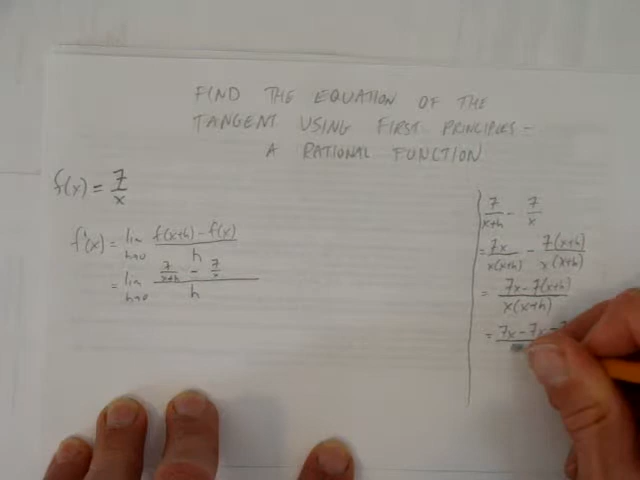 FIND THE EQUATION OF THE
TANGENT USING FIRST PRINCIPLES -
A RATIONAL FUNCTION
f(x) = 7/x
f'(x) = lim h→0 (f(x+h) - f(x))/h
= lim h→0 (7/(x+h) - 7/x)/h
7/(x+h) - 7/x
= 7x/(x(x+h)) - 7(x+h)/(x(x+h))
= (7x - 7(x+h))/(x(x+h))
= 7x - 7x -